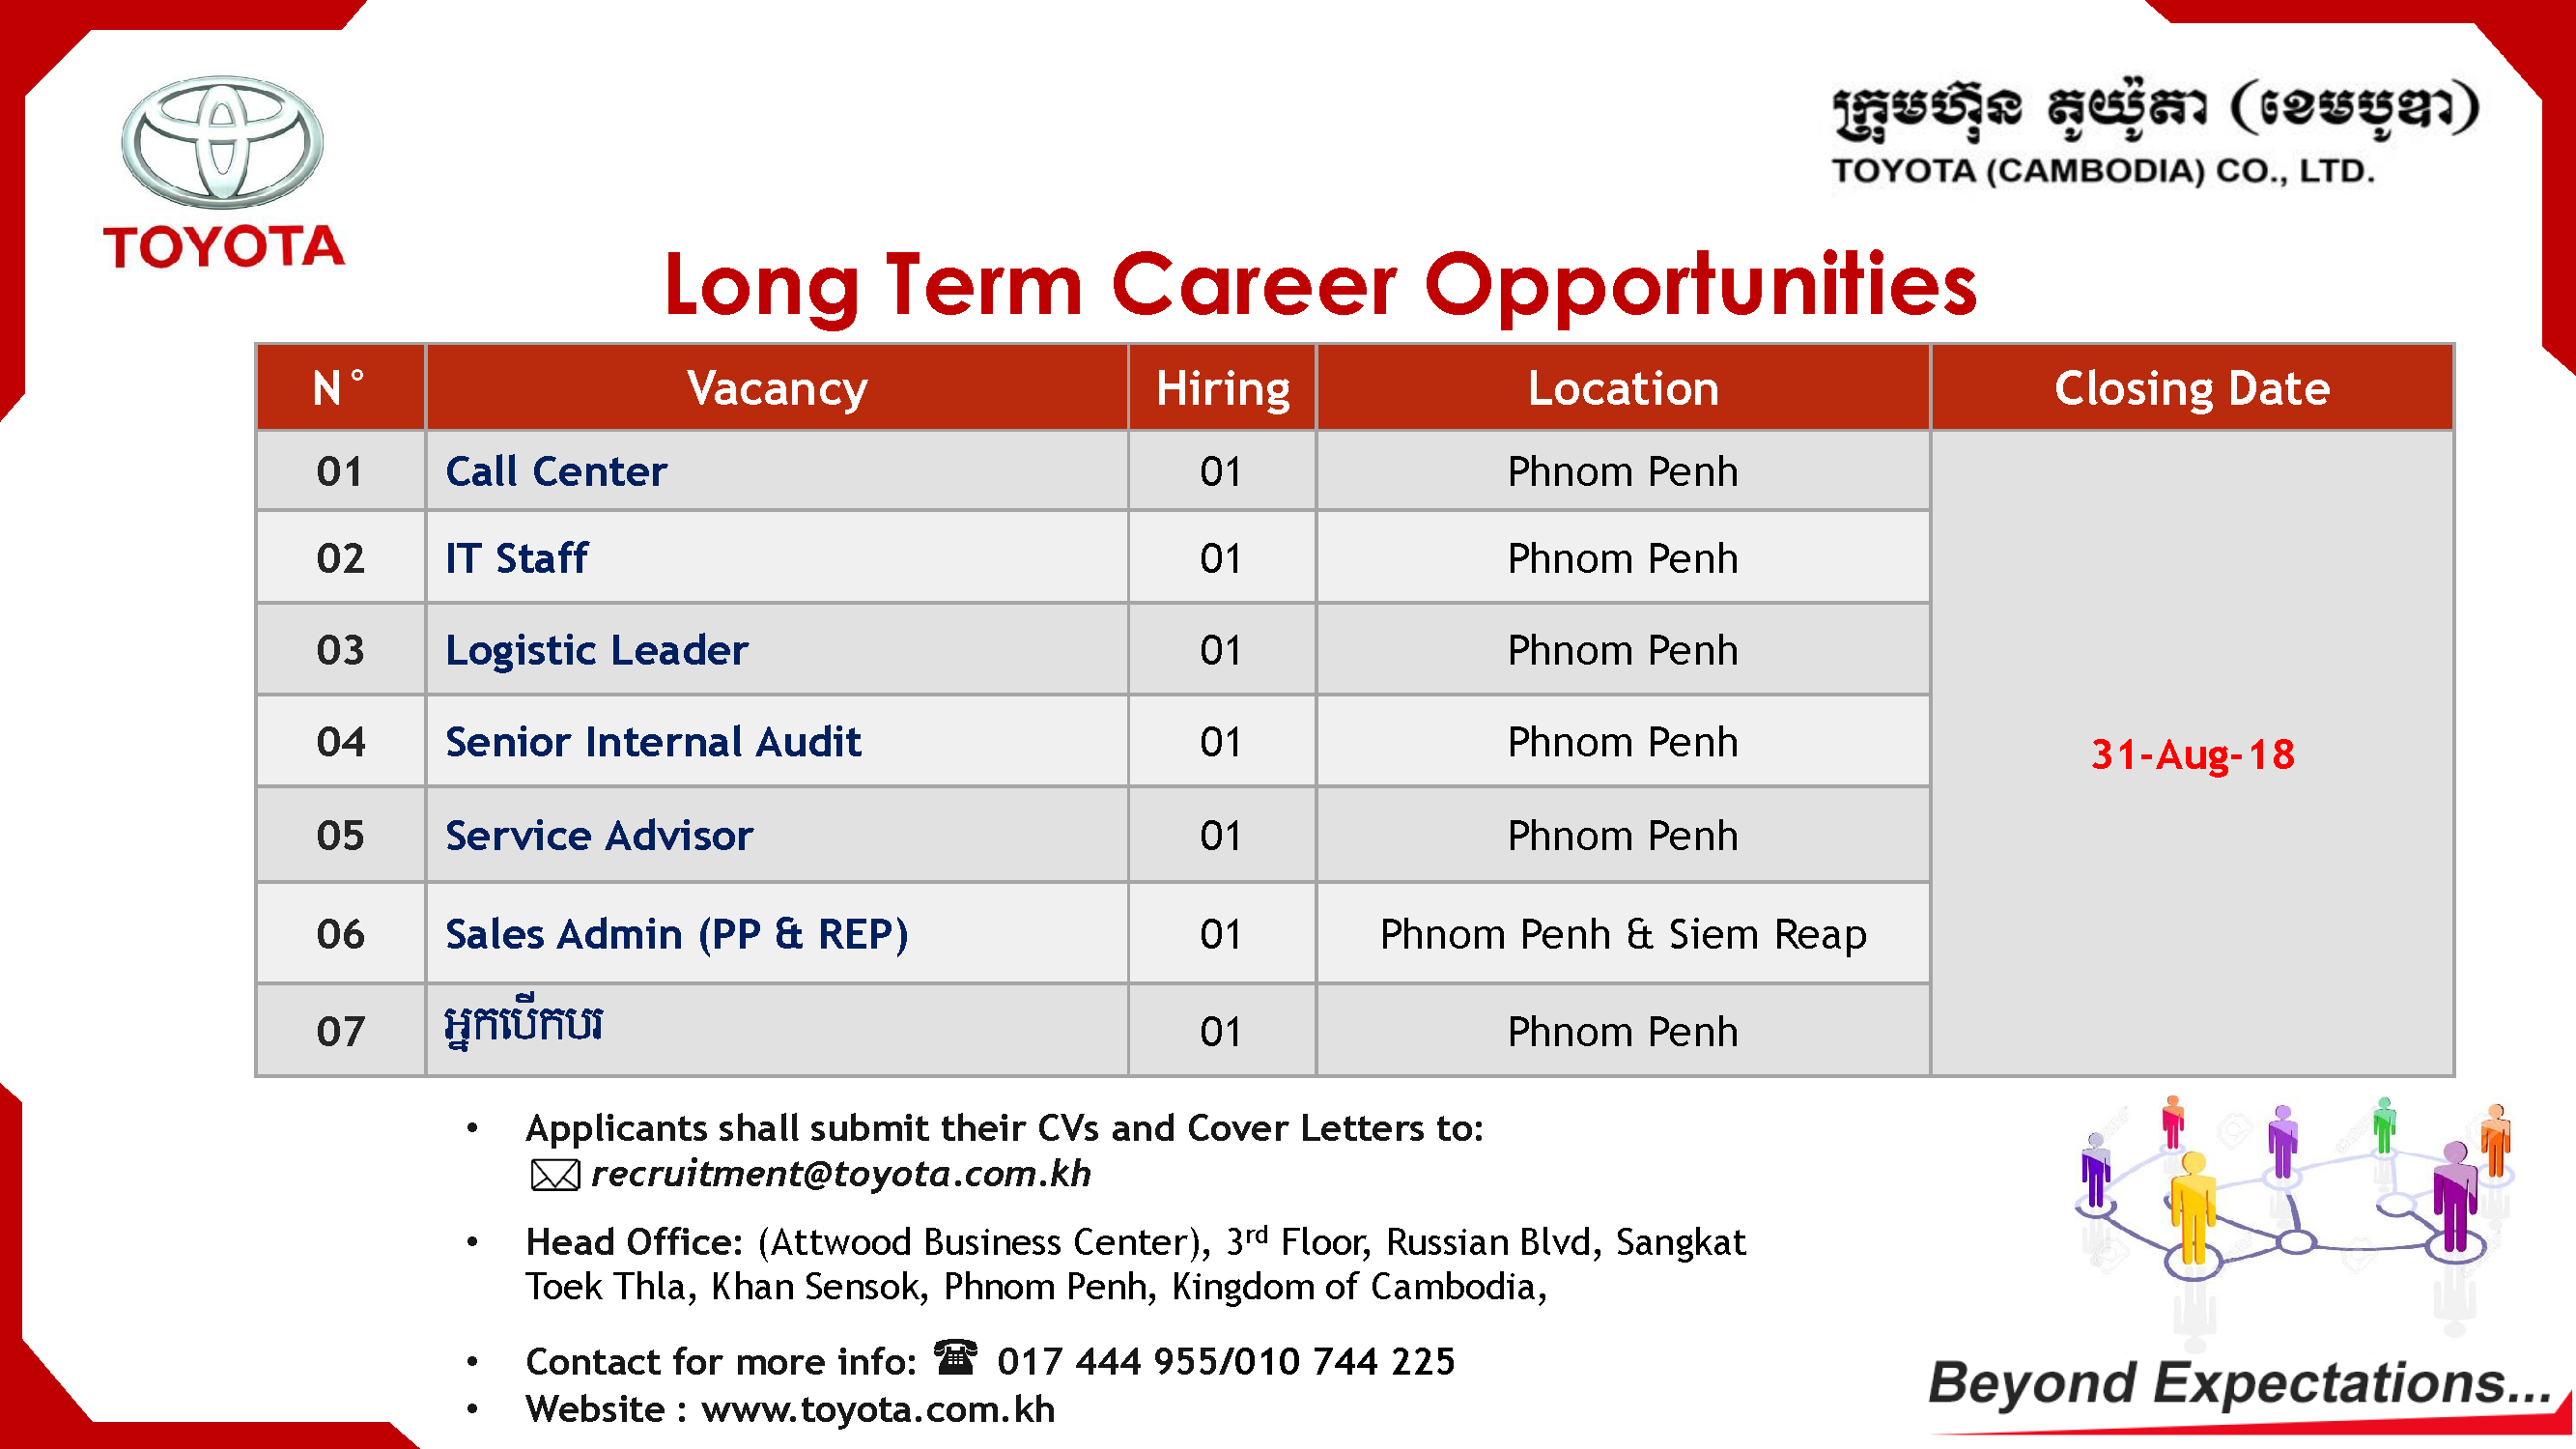 TOYOTA
ក្រុមហ៊ុន តូយ៉ូតា (ខេមបូឌា)
TOYOTA (CAMBODIA) CO., LTD.
Long Term Career Opportunities
N° Vacancy Hiring Location Closing Date
01 Call Center 01 Phnom Penh
02 IT Staff 01 Phnom Penh
03 Logistic Leader 01 Phnom Penh
04 Senior Internal Audit 01 Phnom Penh
31-Aug-18
05 Service Advisor 01 Phnom Penh
06 Sales Admin (PP & REP) 01 Phnom Penh & Siem Reap
07 អ្នកបើកបរ 01 Phnom Penh
• Applicants shall submit their CVs and Cover Letters to:
✉ recruitment@toyota.com.kh
• Head Office: (Attwood Business Center), 3rd Floor, Russian Blvd, Sangkat
Toek Thla, Khan Sensok, Phnom Penh, Kingdom of Cambodia,
• Contact for more info: ☎ 017 444 955/010 744 225
• Website : www.toyota.com.kh
Beyond Expectations...